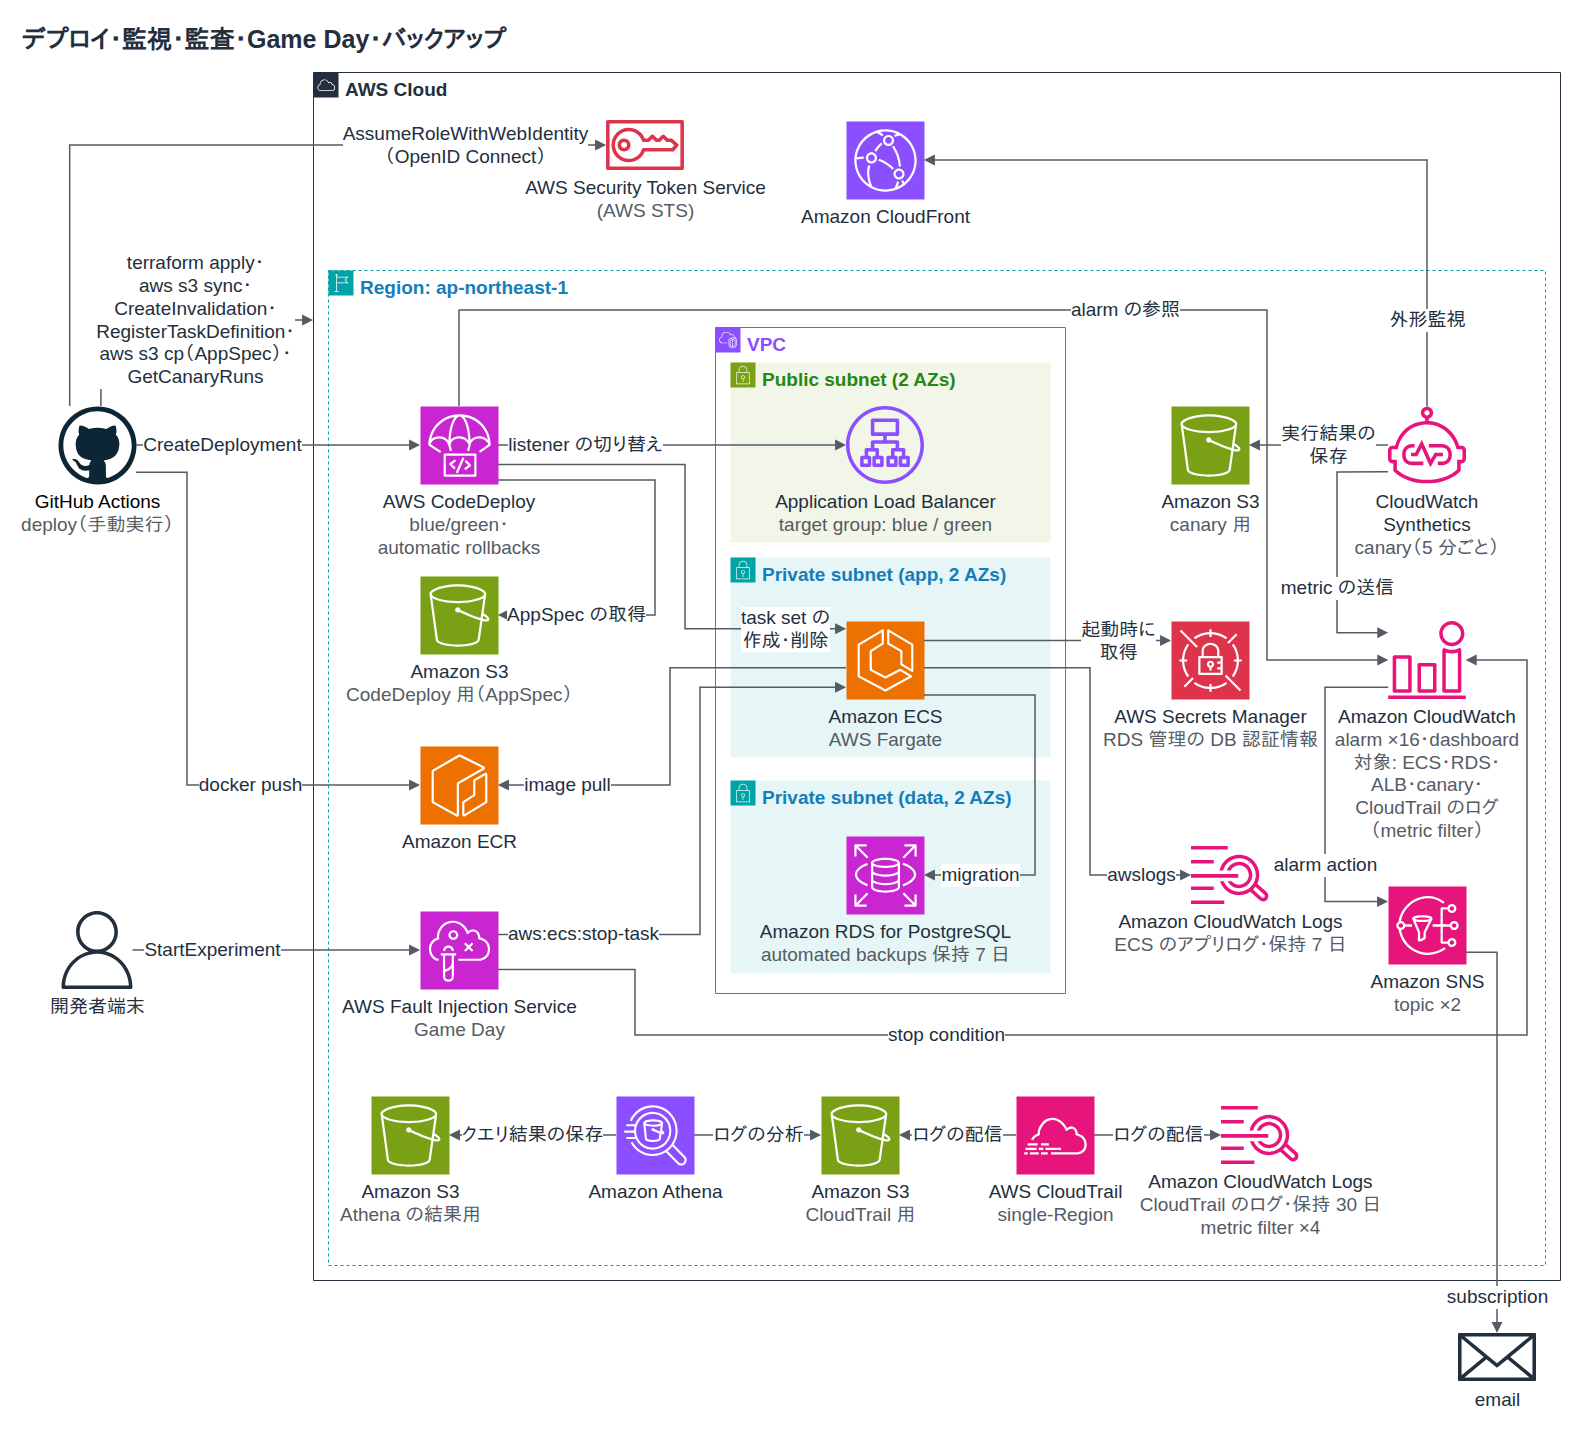 デプロイ･監視･監査･Game Day･バックアップ
AWS Cloud
AssumeRoleWithWebIdentity
（OpenID Connect）
AWS Security Token Service
(AWS STS)
Amazon CloudFront
terraform apply･
aws s3 sync･
CreateInvalidation･
RegisterTaskDefinition･
aws s3 cp（AppSpec）･
GetCanaryRuns
Region: ap-northeast-1
alarm の参照
外形監視
VPC
Public subnet (2 AZs)
CreateDeployment
listener の切り替え
実行結果の
保存
GitHub Actions
deploy（手動実行）
AWS CodeDeploy
blue/green･
automatic rollbacks
Application Load Balancer
target group: blue / green
Amazon S3
canary 用
CloudWatch
Synthetics
canary（5 分ごと）
Private subnet (app, 2 AZs)
metric の送信
AppSpec の取得
task set の
作成･削除
起動時に
取得
Amazon S3
CodeDeploy 用（AppSpec）
Amazon ECS
AWS Fargate
AWS Secrets Manager
RDS 管理の DB 認証情報
Amazon CloudWatch
alarm ×16･dashboard
対象: ECS･RDS･
ALB･canary･
CloudTrail のログ
（metric filter）
docker push
image pull
Private subnet (data, 2 AZs)
Amazon ECR
migration
awslogs
alarm action
Amazon CloudWatch Logs
ECS のアプリログ･保持 7 日
StartExperiment
aws:ecs:stop-task
Amazon RDS for PostgreSQL
automated backups 保持 7 日
開発者端末
AWS Fault Injection Service
Game Day
Amazon SNS
topic ×2
stop condition
クエリ結果の保存
ログの分析
ログの配信
ログの配信
Amazon S3
Athena の結果用
Amazon Athena
Amazon S3
CloudTrail 用
AWS CloudTrail
single-Region
Amazon CloudWatch Logs
CloudTrail のログ･保持 30 日
metric filter ×4
subscription
email